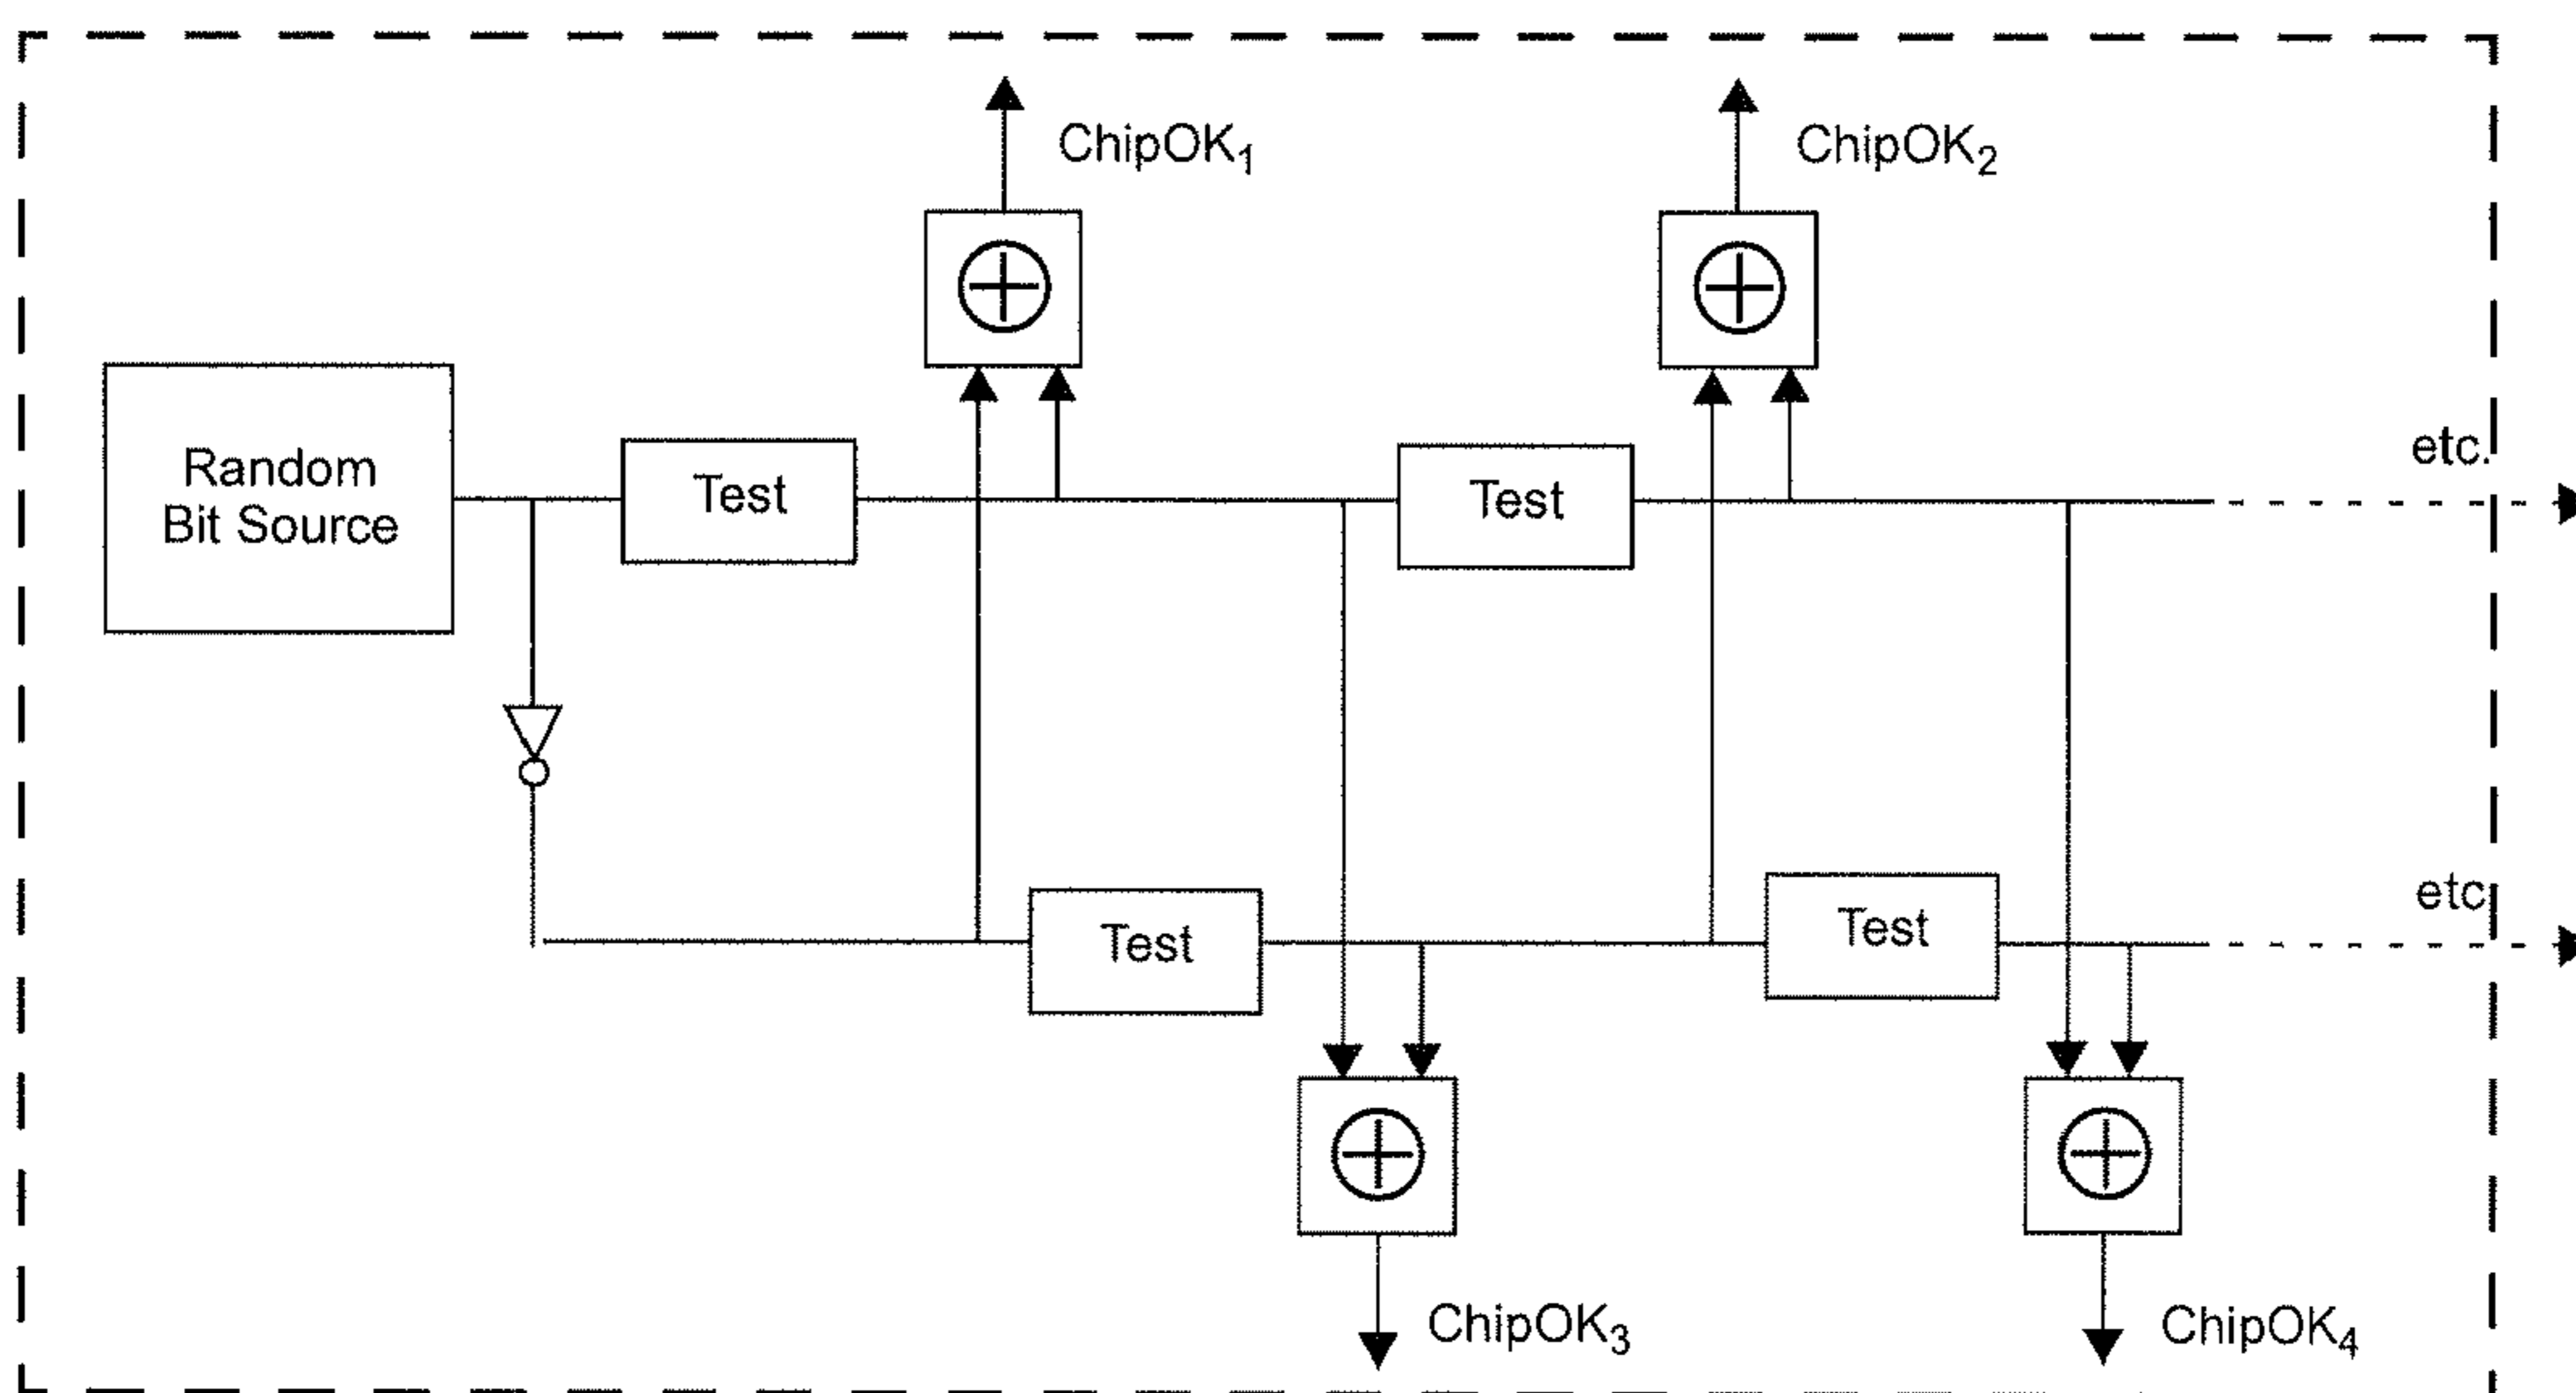 ChipOK₁
ChipOK₂
Random
Bit Source
Test
Test
etc.
Test
Test
etc
ChipOK₃
ChipOK₄